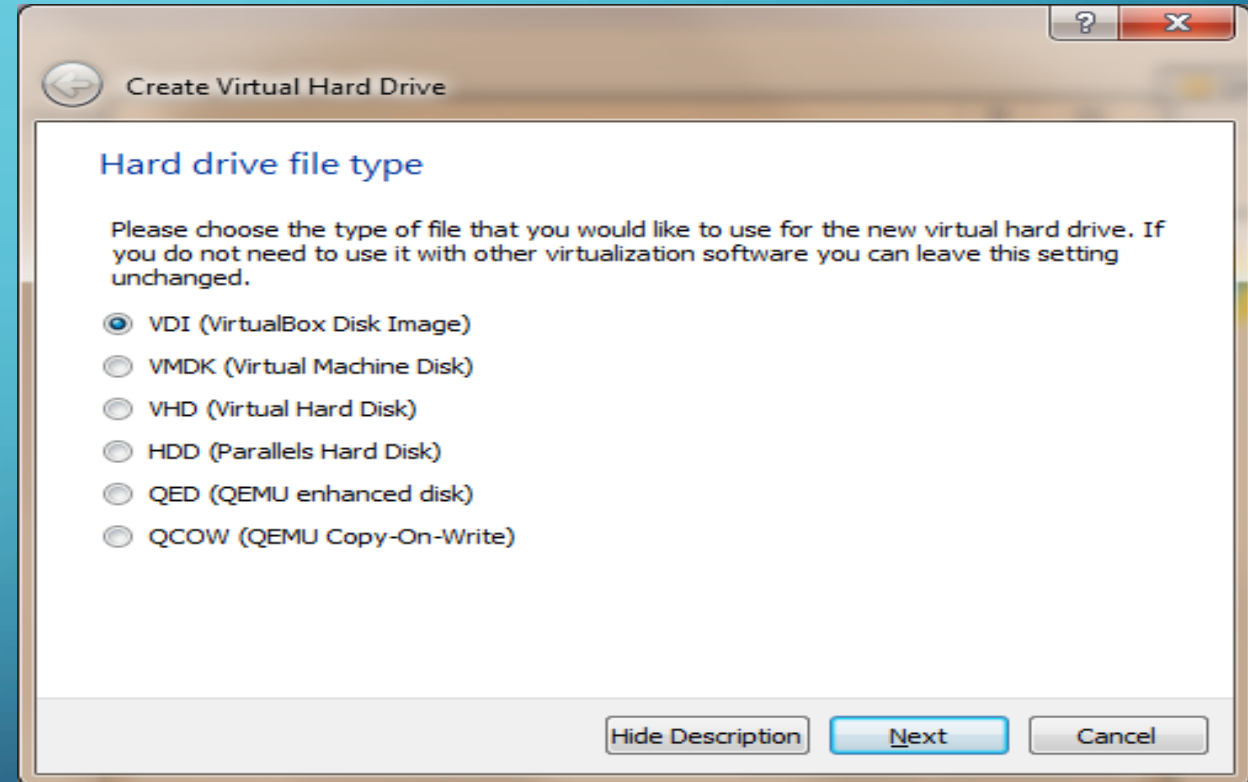 ?
X
Create Virtual Hard Drive
Hard drive file type
Please choose the type of file that you would like to use for the new virtual hard drive. If
you do not need to use it with other virtualization software you can leave this setting
unchanged.
VDI (VirtualBox Disk Image)
VMDK (Virtual Machine Disk)
VHD (Virtual Hard Disk)
HDD (Parallels Hard Disk)
QED (QEMU enhanced disk)
QCOW (QEMU Copy-On-Write)
Hide Description Next Cancel